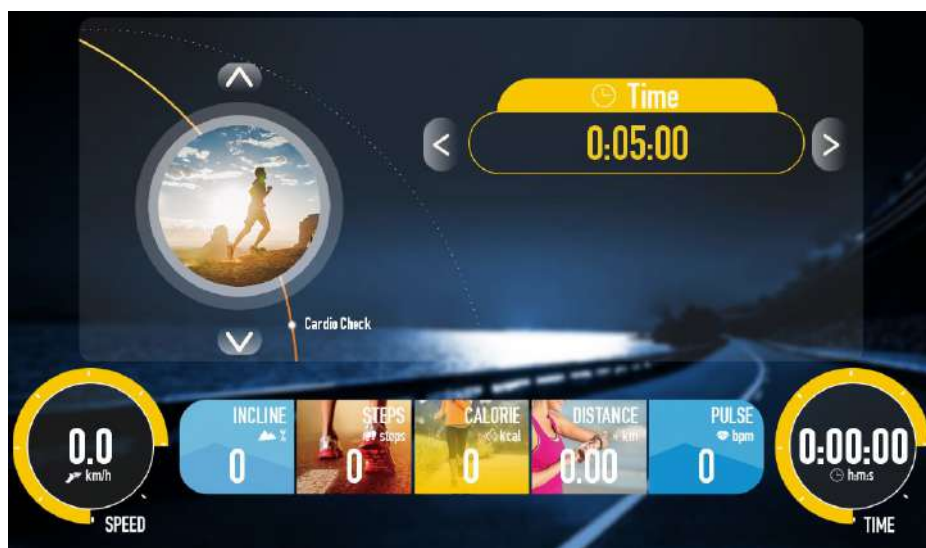 Time
0:05:00
Cardio Check
INCLINE
%
0
STEPS
steps
0
CALORIE
kcal
0
DISTANCE
km
0.00
PULSE
bpm
0
0.0
km/h
SPEED
0:00:00
h:m:s
TIME